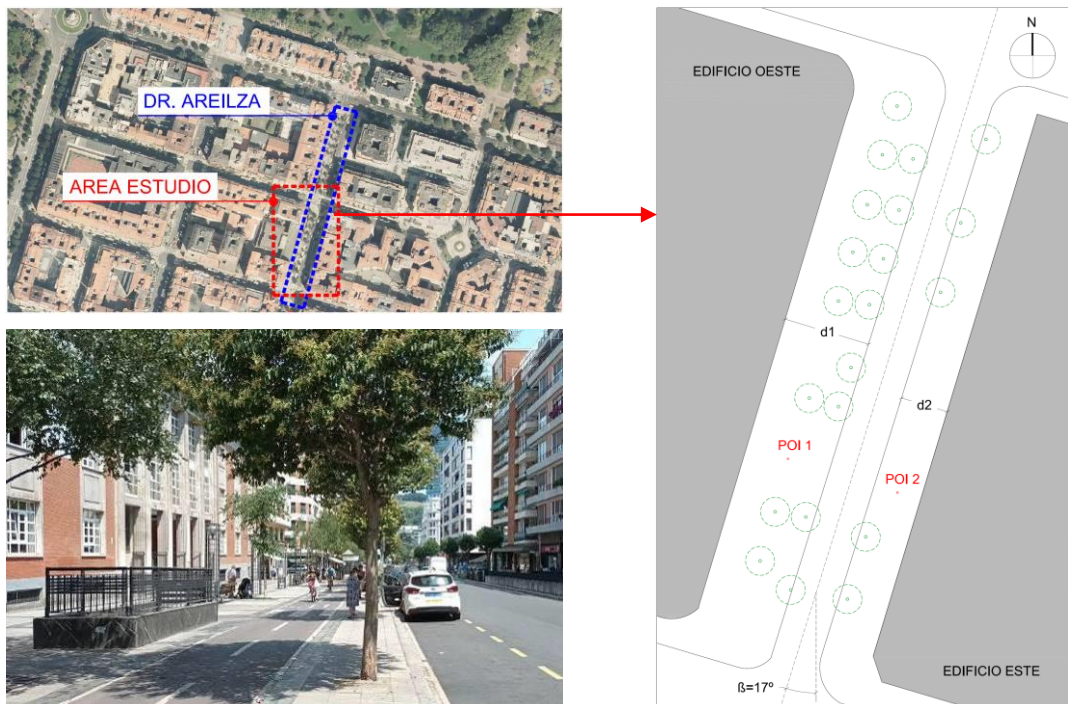 DR. AREILZA
AREA ESTUDIO
EDIFICIO OESTE
N
d1
d2
POI 1
POI 2
EDIFICIO ESTE
ß=17º